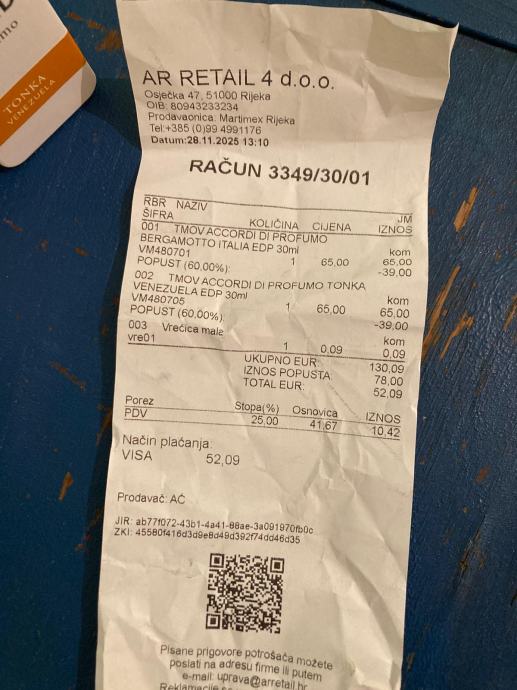 mo
TONKA
VENEZUELA
AR RETAIL 4 d.o.o.
Osječka 47, 51000 Rijeka
OIB: 80943233234
Prodavaonica: Martimex Rijeka
Tel:+385 (0)99 4991176
Datum:28.11.2025 13:10
RAČUN 3349/30/01
RBR NAZIV JM
ŠIFRA KOLIČINA CIJENA IZNOS
001 TMOV ACCORDI DI PROFUMO
BERGAMOTTO ITALIA EDP 30ml kom
VM480701 1 65,00 65,00
POPUST (60,00%): -39,00
002 TMOV ACCORDI DI PROFUMO TONKA
VENEZUELA EDP 30ml kom
VM480705 1 65,00 65,00
POPUST (60,00%): -39,00
003 Vrećica male kom
vre01 1 0,09 0,09
UKUPNO EUR: 130,09
IZNOS POPUSTA: 78,00
TOTAL EUR: 52,09
Porez Stopa(%) Osnovica IZNOS
PDV 25,00 41,67 10,42
Način plaćanja:
VISA 52,09
Prodavač: AČ
JIR: ab77f072-43b1-4a41-88ae-3a091970fb0c
ZKI: 45580f416d3d9e8d49d392f74dd46d35
Pisane prigovore potrošača možete
poslati na adresu firme ili putem
e-mail: uprava@arretail.hr